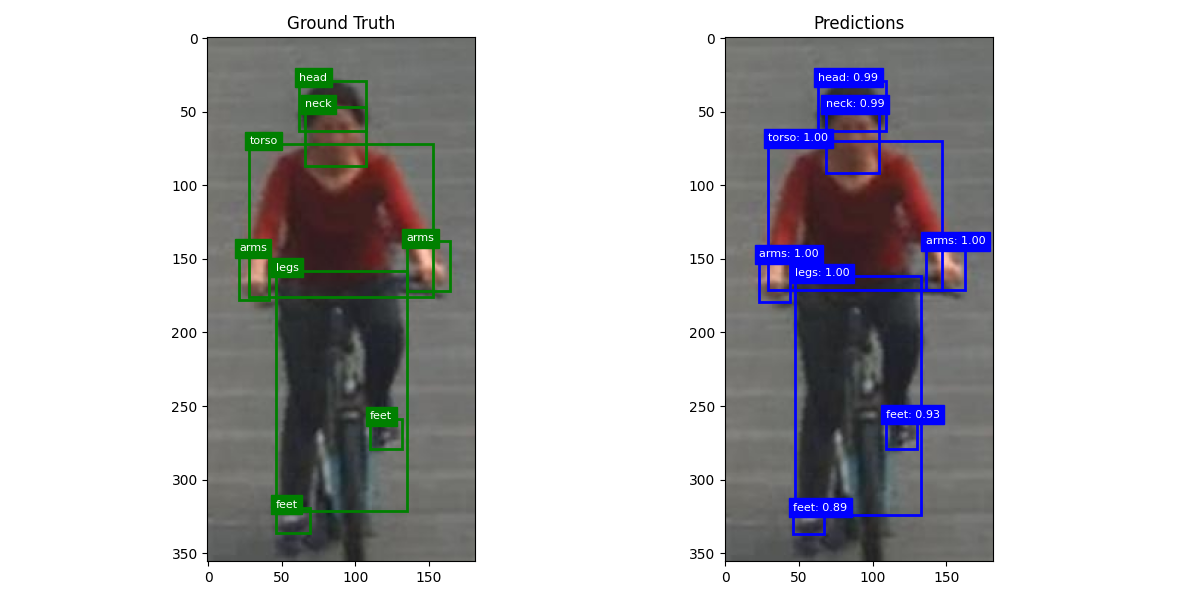 Ground Truth
0
50
100
150
200
250
300
350
0 50 100 150
head
neck
torso
arms
arms
legs
feet
feet
Predictions
0
50
100
150
200
250
300
350
0 50 100 150
head: 0.99
neck: 0.99
torso: 1.00
arms: 1.00
arms: 1.00
legs: 1.00
feet: 0.93
feet: 0.89